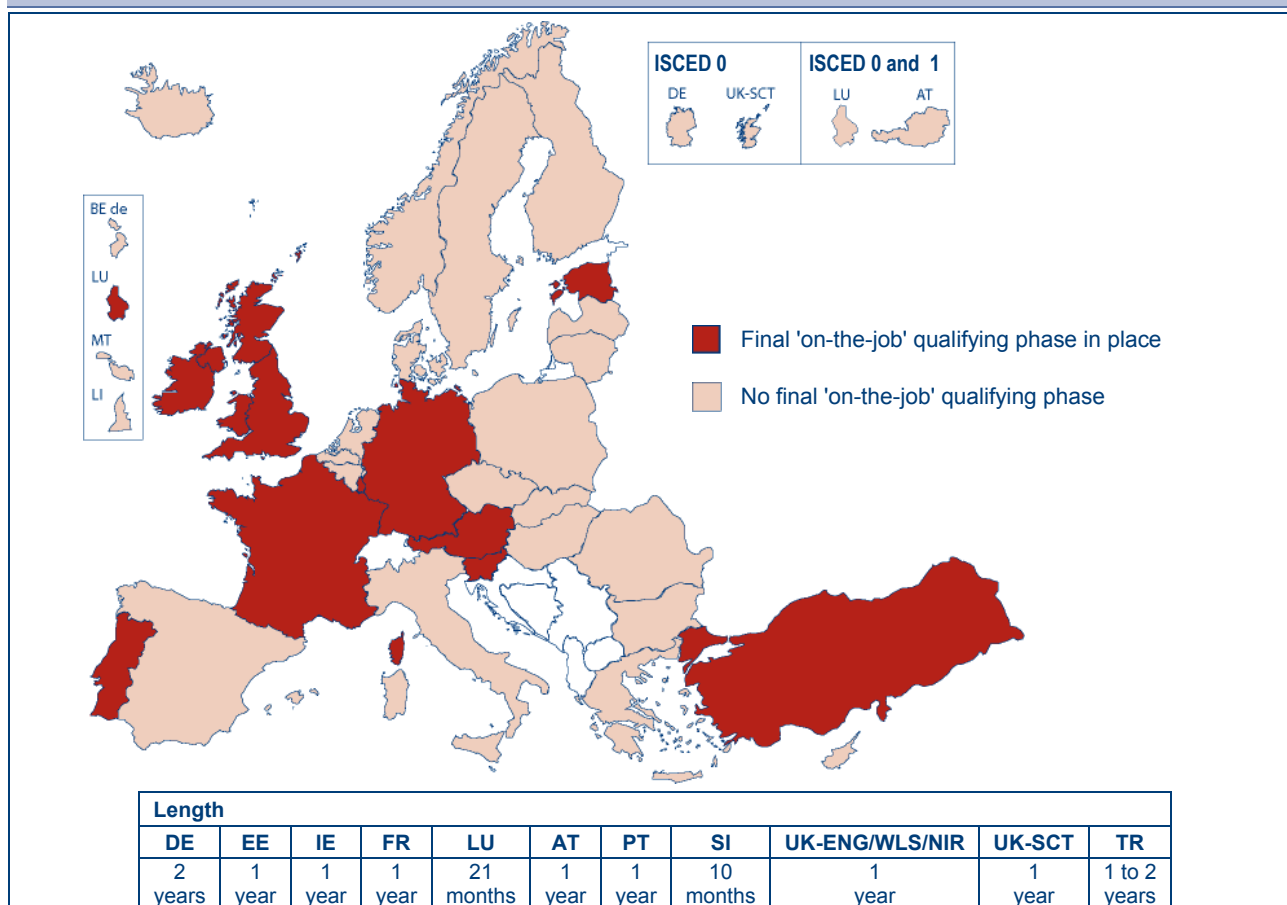 ISCED 0
ISCED 0 and 1
DE
UK-SCT
LU
AT
BE de
LU
MT
LI
Final 'on-the-job' qualifying phase in place
No final 'on-the-job' qualifying phase
Length
DE EE IE FR LU AT PT SI UK-ENG/WLS/NIR UK-SCT TR
2 1 1 1 21 1 1 10 1 1 1 to 2
years year year year months year year months year year years